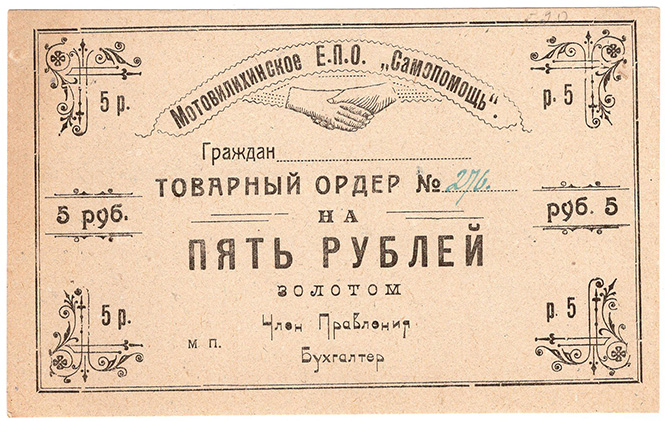 Мотовилихинское Е.П.О. „Самопомощь“.
5 р.
р. 5
Граждан
ТОВАРНЫЙ ОРДЕР № 276.
5 руб.
НА
руб. 5
ПЯТЬ РУБЛЕЙ
ЗОЛОТОМ
5 р.
р. 5
Член Правления
М П.
Бухгалтер